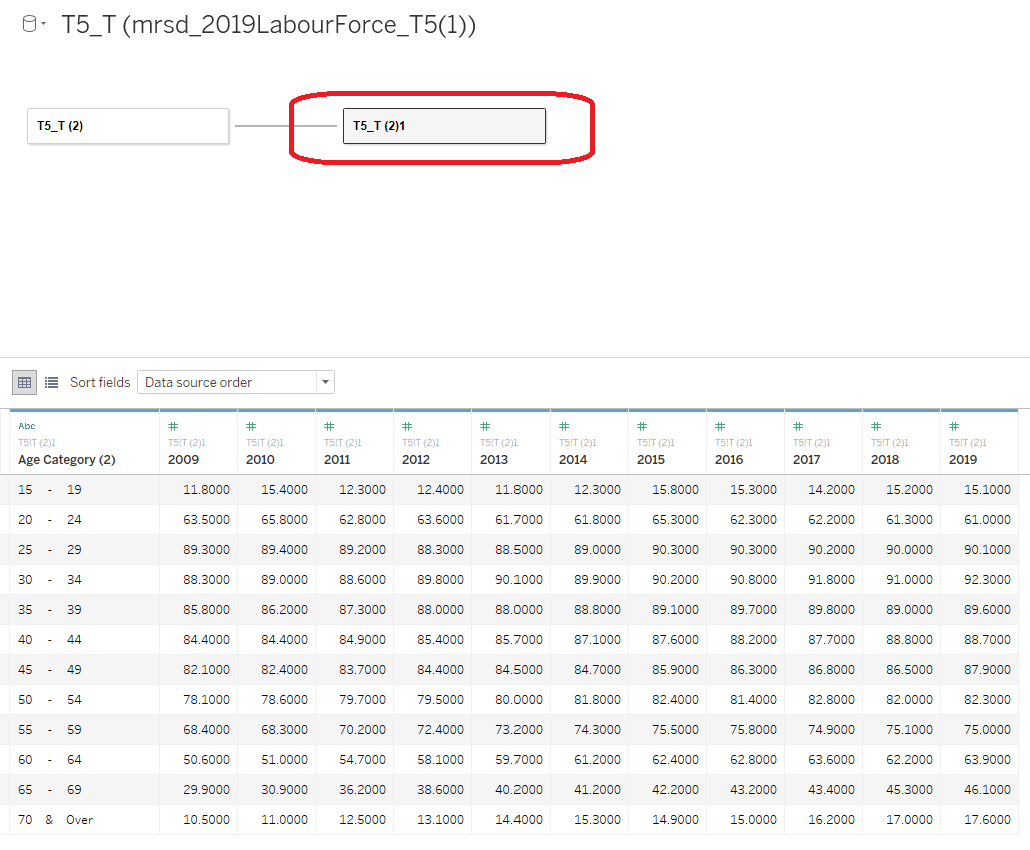 T5_T (mrsd_2019LabourForce_T5(1))
T5_T (2) T5_T (2)1
Sort fields Data source order
Abc # # # # # # # # # # #
T5!T (2)1 T5!T (2)1 T5!T (2)1 T5!T (2)1 T5!T (2)1 T5!T (2)1 T5!T (2)1 T5!T (2)1 T5!T (2)1 T5!T (2)1 T5!T (2)1 T5!T (2)1
Age Category (2) 2009 2010 2011 2012 2013 2014 2015 2016 2017 2018 2019
15 - 19 11.8000 15.4000 12.3000 12.4000 11.8000 12.3000 15.8000 15.3000 14.2000 15.2000 15.1000
20 - 24 63.5000 65.8000 62.8000 63.6000 61.7000 61.8000 65.3000 62.3000 62.2000 61.3000 61.0000
25 - 29 89.3000 89.4000 89.2000 88.3000 88.5000 89.0000 90.3000 90.3000 90.2000 90.0000 90.1000
30 - 34 88.3000 89.0000 88.6000 89.8000 90.1000 89.9000 90.2000 90.8000 91.8000 91.0000 92.3000
35 - 39 85.8000 86.2000 87.3000 88.0000 88.0000 88.8000 89.1000 89.7000 89.8000 89.0000 89.6000
40 - 44 84.4000 84.4000 84.9000 85.4000 85.7000 87.1000 87.6000 88.2000 87.7000 88.8000 88.7000
45 - 49 82.1000 82.4000 83.7000 84.4000 84.5000 84.7000 85.9000 86.3000 86.8000 86.5000 87.9000
50 - 54 78.1000 78.6000 79.7000 79.5000 80.0000 81.8000 82.4000 81.4000 82.8000 82.0000 82.3000
55 - 59 68.4000 68.3000 70.2000 72.4000 73.2000 74.3000 75.5000 75.8000 74.9000 75.1000 75.0000
60 - 64 50.6000 51.0000 54.7000 58.1000 59.7000 61.2000 62.4000 62.8000 63.6000 62.2000 63.9000
65 - 69 29.9000 30.9000 36.2000 38.6000 40.2000 41.2000 42.2000 43.2000 43.4000 45.3000 46.1000
70 & Over 10.5000 11.0000 12.5000 13.1000 14.4000 15.3000 14.9000 15.0000 16.2000 17.0000 17.6000